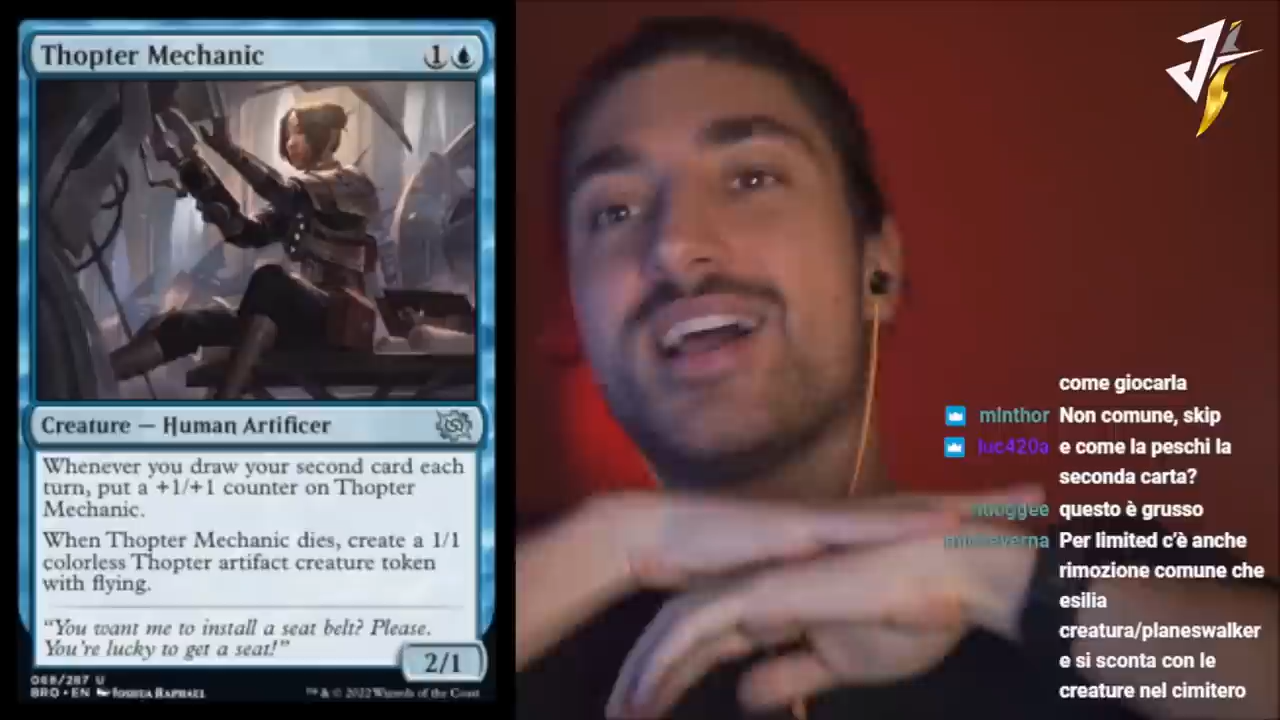 Thopter Mechanic
1
Creature — Human Artificer
Whenever you draw your second card each
turn, put a +1/+1 counter on Thopter
Mechanic.
When Thopter Mechanic dies, create a 1/1
colorless Thopter artifact creature token
with flying.
"You want me to install a seat belt? Please.
You're lucky to get a seat!"
2/1
068/287 U
BRO • EN Joshua Raphael
™ & © 2022 Wizards of the Coast
come giocarla
mInthor Non comune, skip
luc420a e come la peschi la
seconda carta?
questo è grusso
Per limited c'è anche
rimozione comune che
esilia
creatura/planeswalker
e si sconta con le
creature nel cimitero